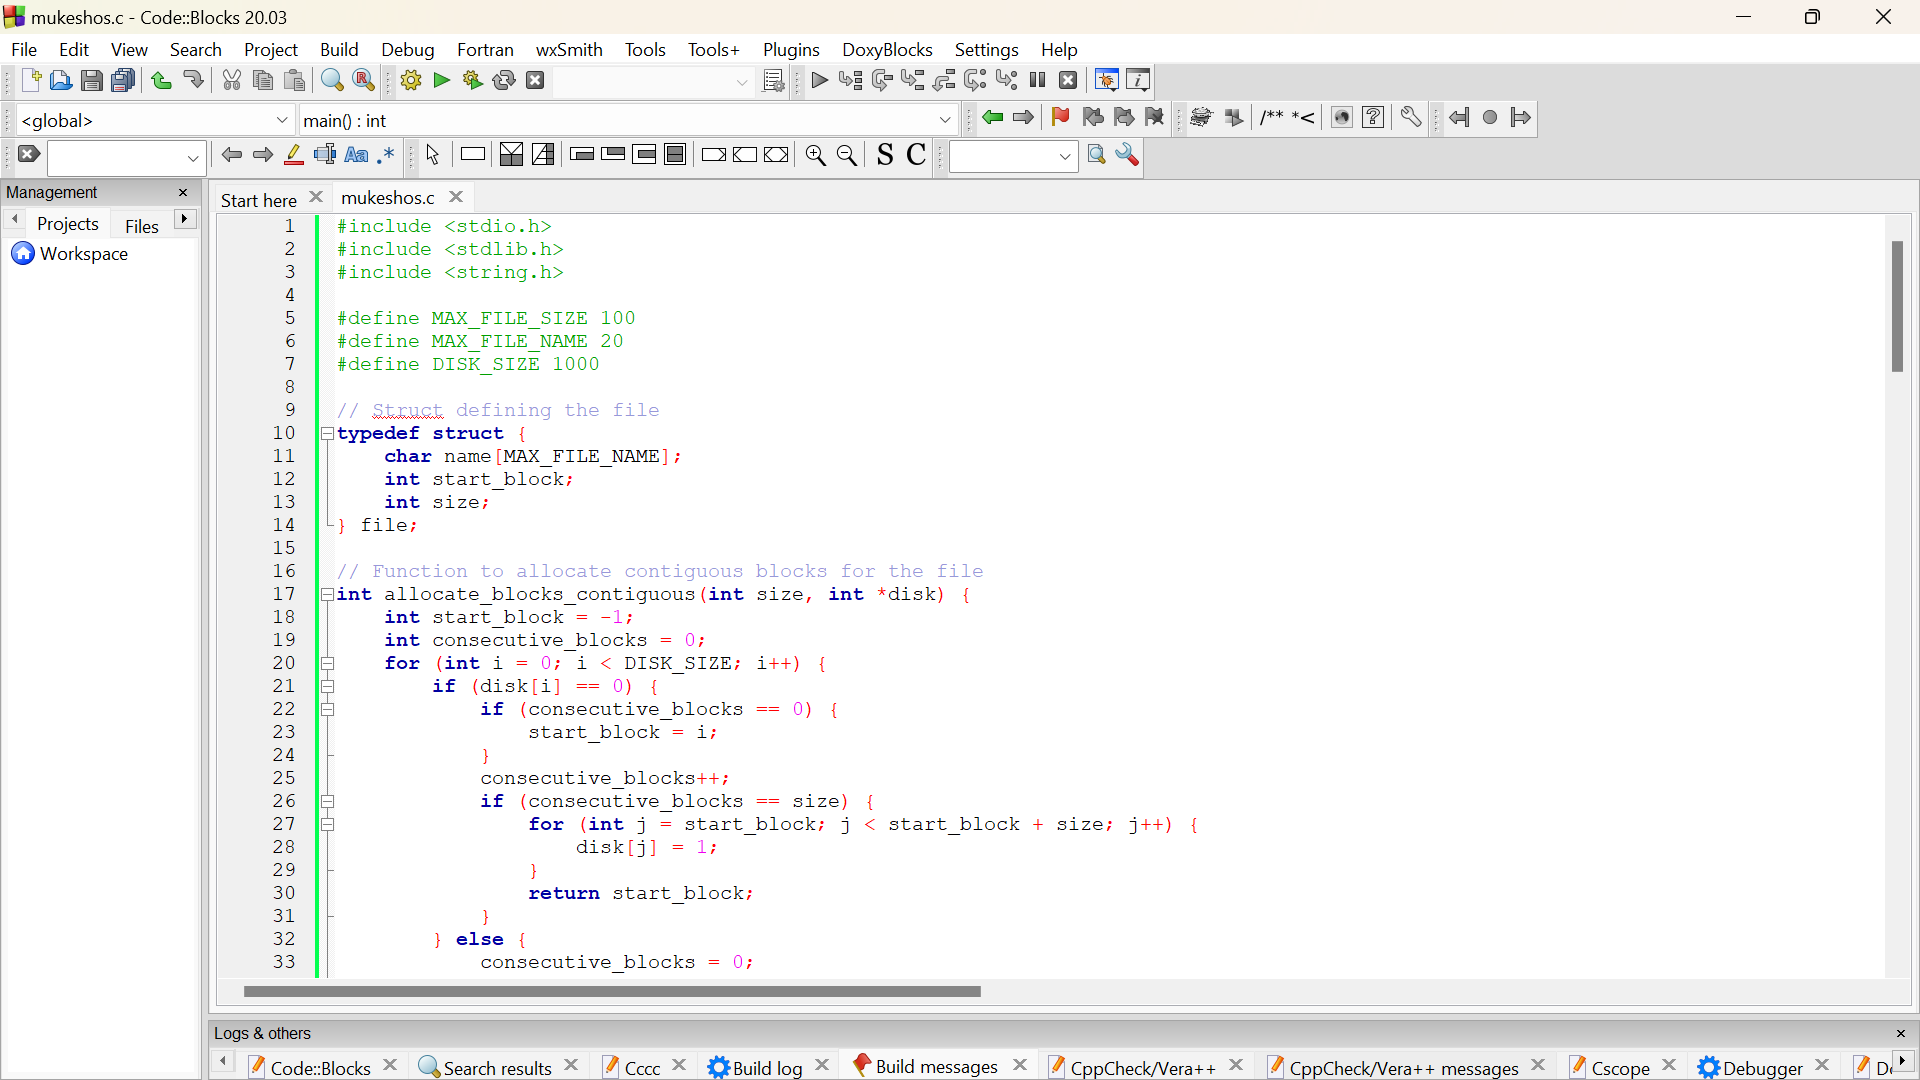 mukeshos.c - Code::Blocks 20.03
File Edit View Search Project Build Debug Fortran wxSmith Tools Tools+ Plugins DoxyBlocks Settings Help
<global> main() : int /** *<
Aa .* S C
Management
Projects Files
Workspace
Start here mukeshos.c
1 #include <stdio.h>
2 #include <stdlib.h>
3 #include <string.h>
4
5 #define MAX_FILE_SIZE 100
6 #define MAX_FILE_NAME 20
7 #define DISK_SIZE 1000
8
9 // Struct defining the file
10 typedef struct {
11 char name[MAX_FILE_NAME];
12 int start_block;
13 int size;
14 } file;
15
16 // Function to allocate contiguous blocks for the file
17 int allocate_blocks_contiguous(int size, int *disk) {
18 int start_block = -1;
19 int consecutive_blocks = 0;
20 for (int i = 0; i < DISK_SIZE; i++) {
21 if (disk[i] == 0) {
22 if (consecutive_blocks == 0) {
23 start_block = i;
24 }
25 consecutive_blocks++;
26 if (consecutive_blocks == size) {
27 for (int j = start_block; j < start_block + size; j++) {
28 disk[j] = 1;
29 }
30 return start_block;
31 }
32 } else {
33 consecutive_blocks = 0;
Logs & others
Code::Blocks Search results Cccc Build log Build messages CppCheck/Vera++ CppCheck/Vera++ messages Cscope Debugger